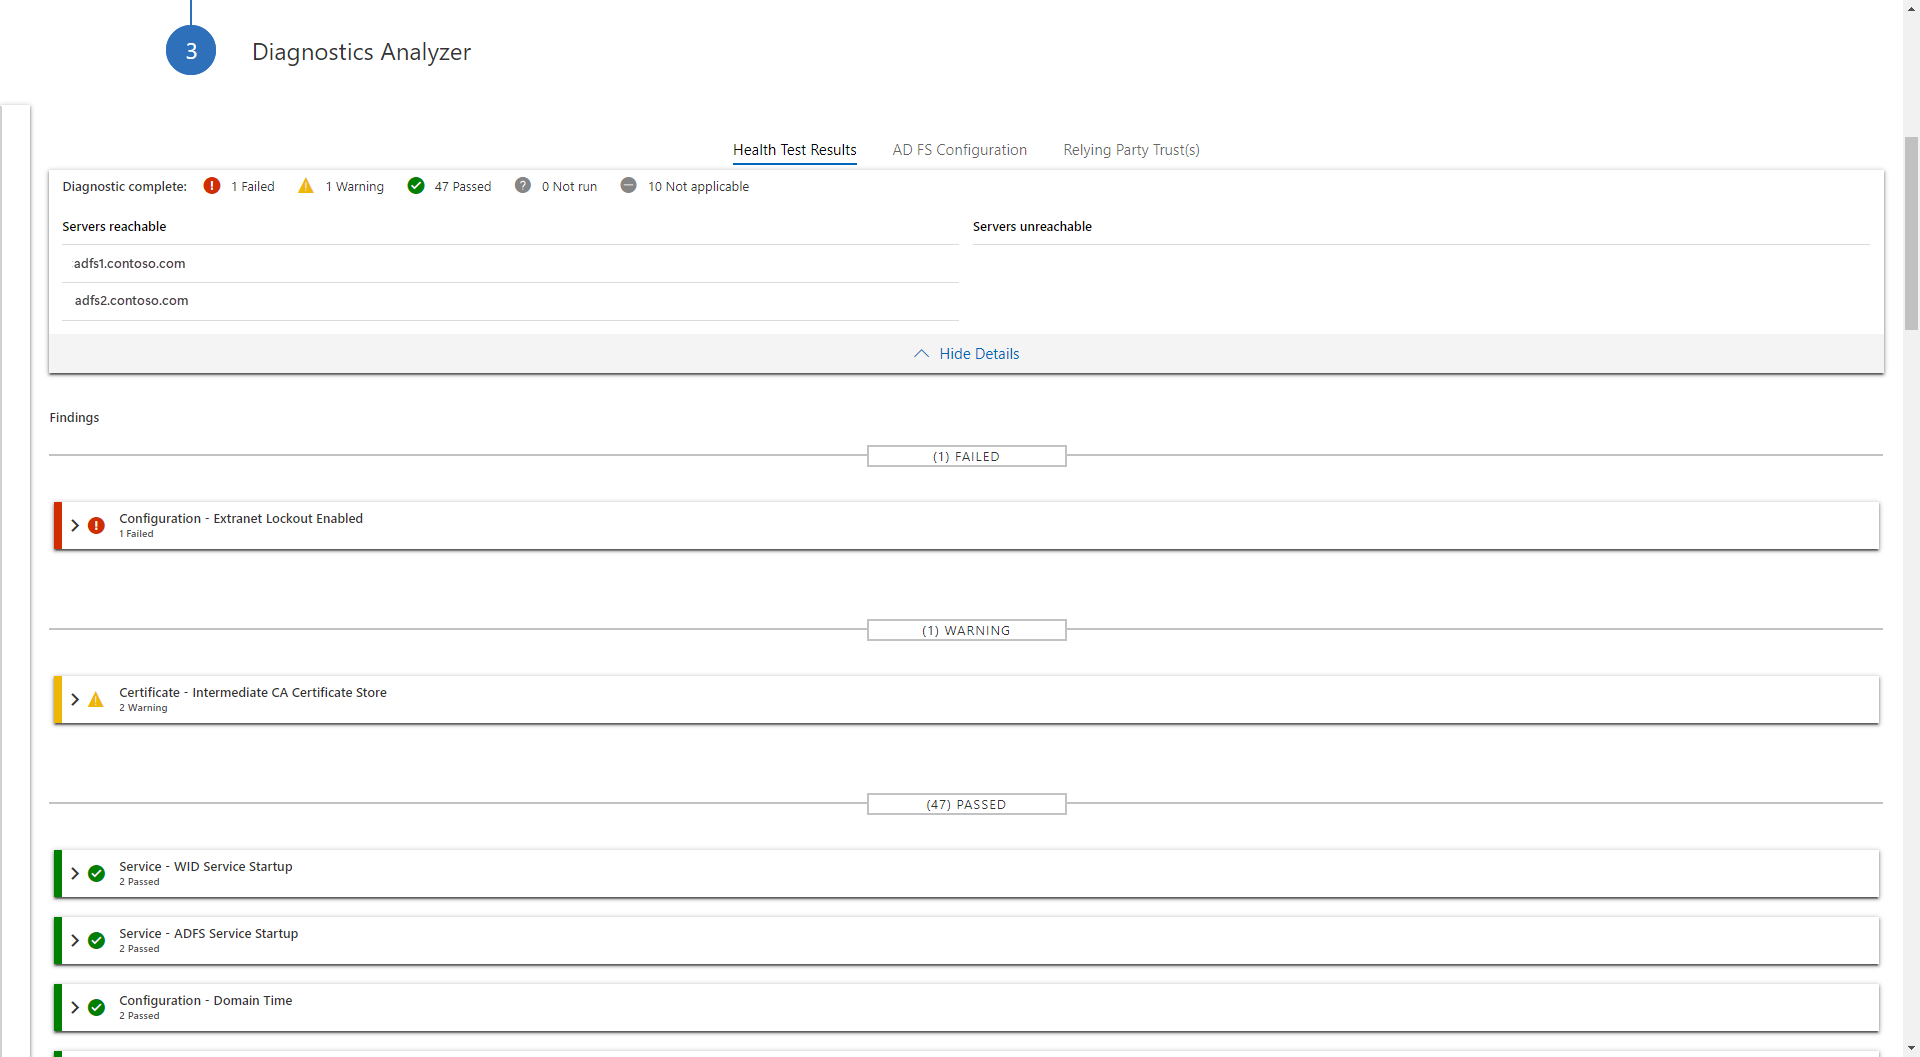 3
Diagnostics Analyzer
Health Test Results AD FS Configuration Relying Party Trust(s)
Diagnostic complete: 1 Failed 1 Warning 47 Passed 0 Not run 10 Not applicable
Servers reachable
Servers unreachable
adfs1.contoso.com
adfs2.contoso.com
Hide Details
Findings
(1) FAILED
Configuration - Extranet Lockout Enabled
1 Failed
(1) WARNING
Certificate - Intermediate CA Certificate Store
2 Warning
(47) PASSED
Service - WID Service Startup
2 Passed
Service - ADFS Service Startup
2 Passed
Configuration - Domain Time
2 Passed